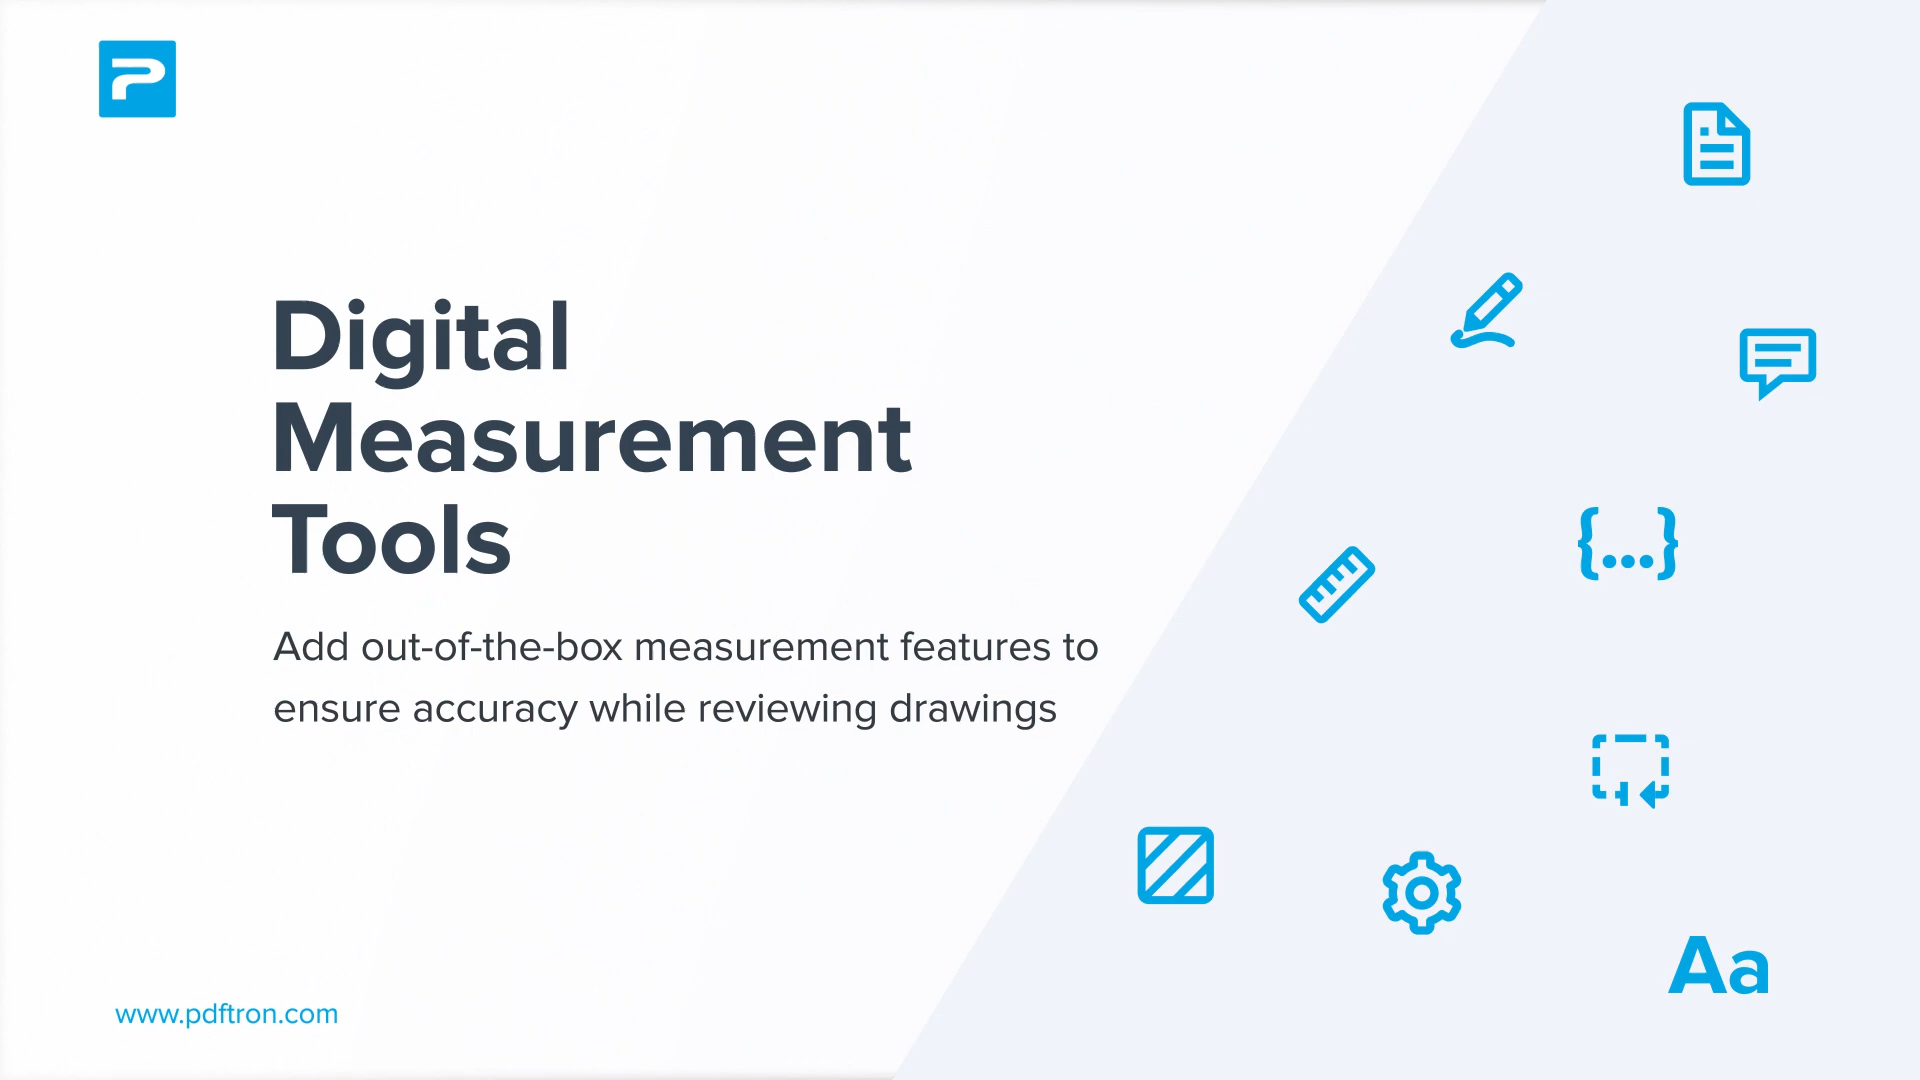 Digital
Measurement
Tools
Add out-of-the-box measurement features to
ensure accuracy while reviewing drawings
{...}
Aa
www.pdftron.com